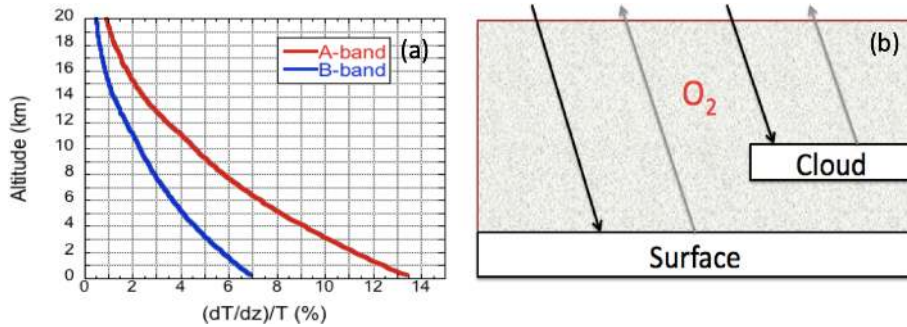 20
18
16
14
12
10
8
6
4
2
0
Altitude (km)
A-band
B-band
(a)
0 2 4 6 8 10 12 14
(dT/dz)/T (%)
(b)
O₂
Cloud
Surface